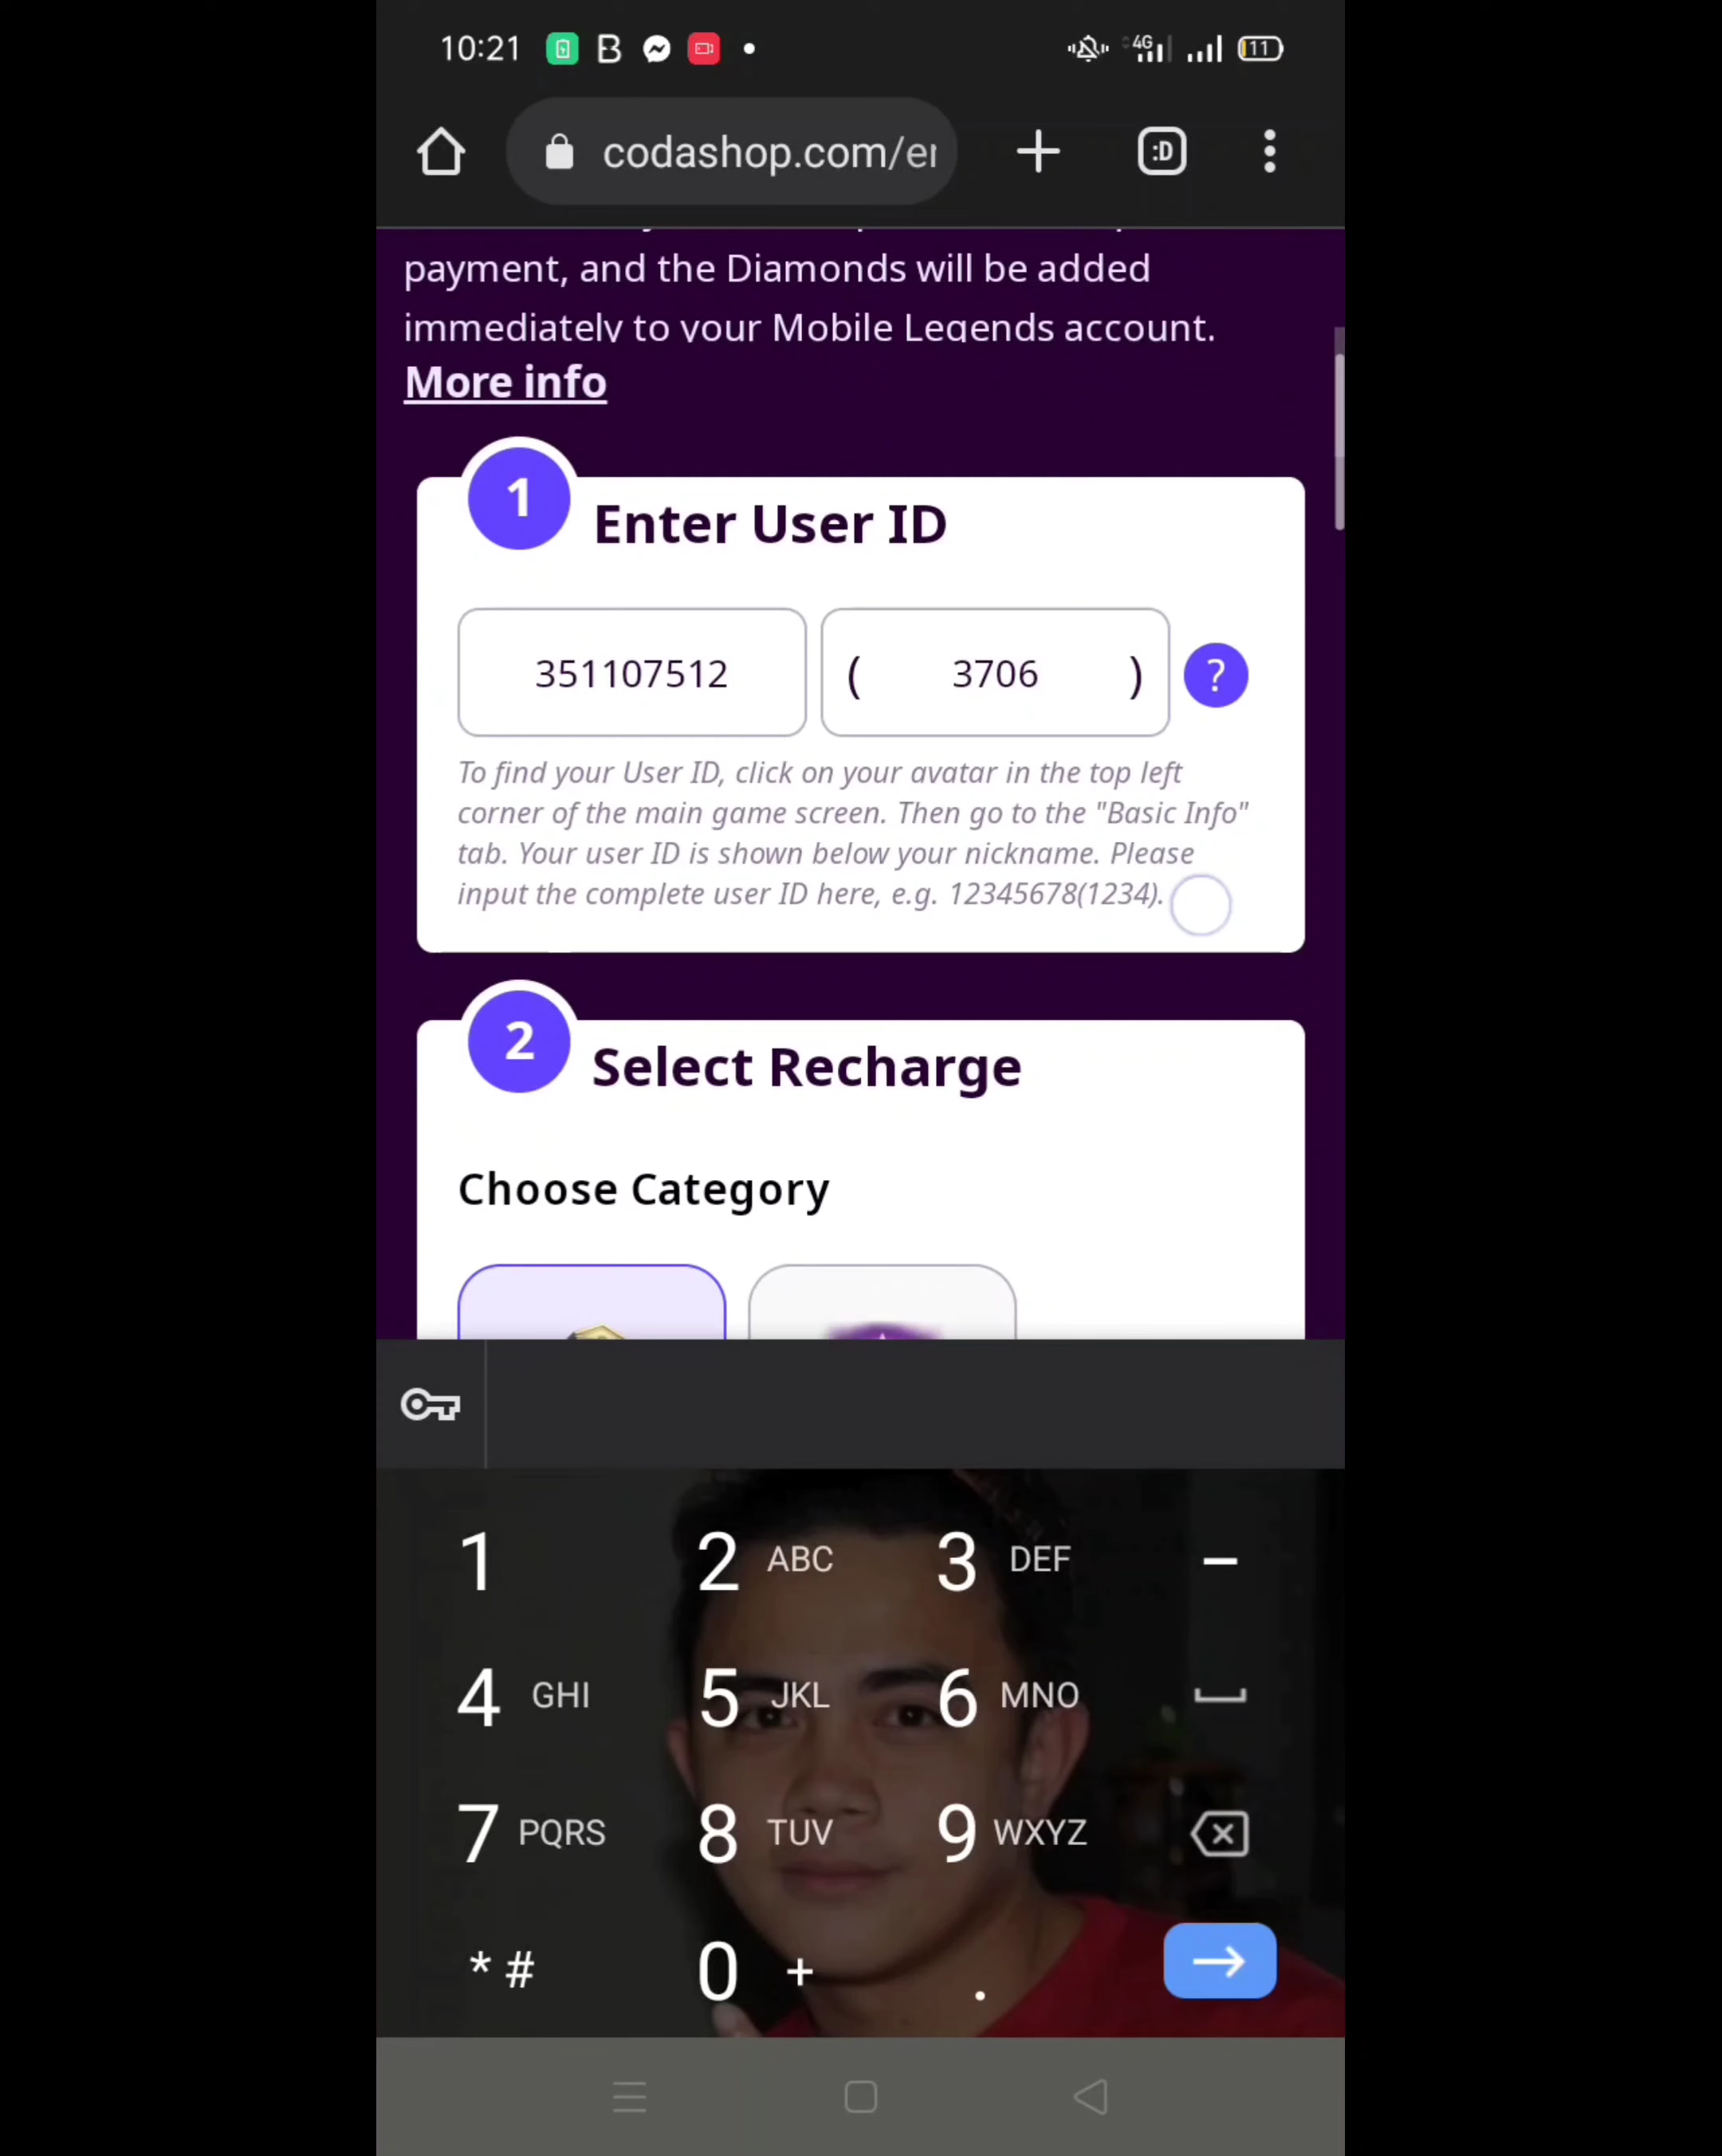 10:21 4G 11
codashop.com/er
:D
payment, and the Diamonds will be added
immediately to your Mobile Legends account.
More info
1
Enter User ID
351107512 ( 3706 ) ?
To find your User ID, click on your avatar in the top left
corner of the main game screen. Then go to the "Basic Info"
tab. Your user ID is shown below your nickname. Please
input the complete user ID here, e.g. 12345678(1234).
2
Select Recharge
Choose Category
1 2 ABC 3 DEF –
4 GHI 5 JKL 6 MNO
7 PQRS 8 TUV 9 WXYZ
* # 0 + .